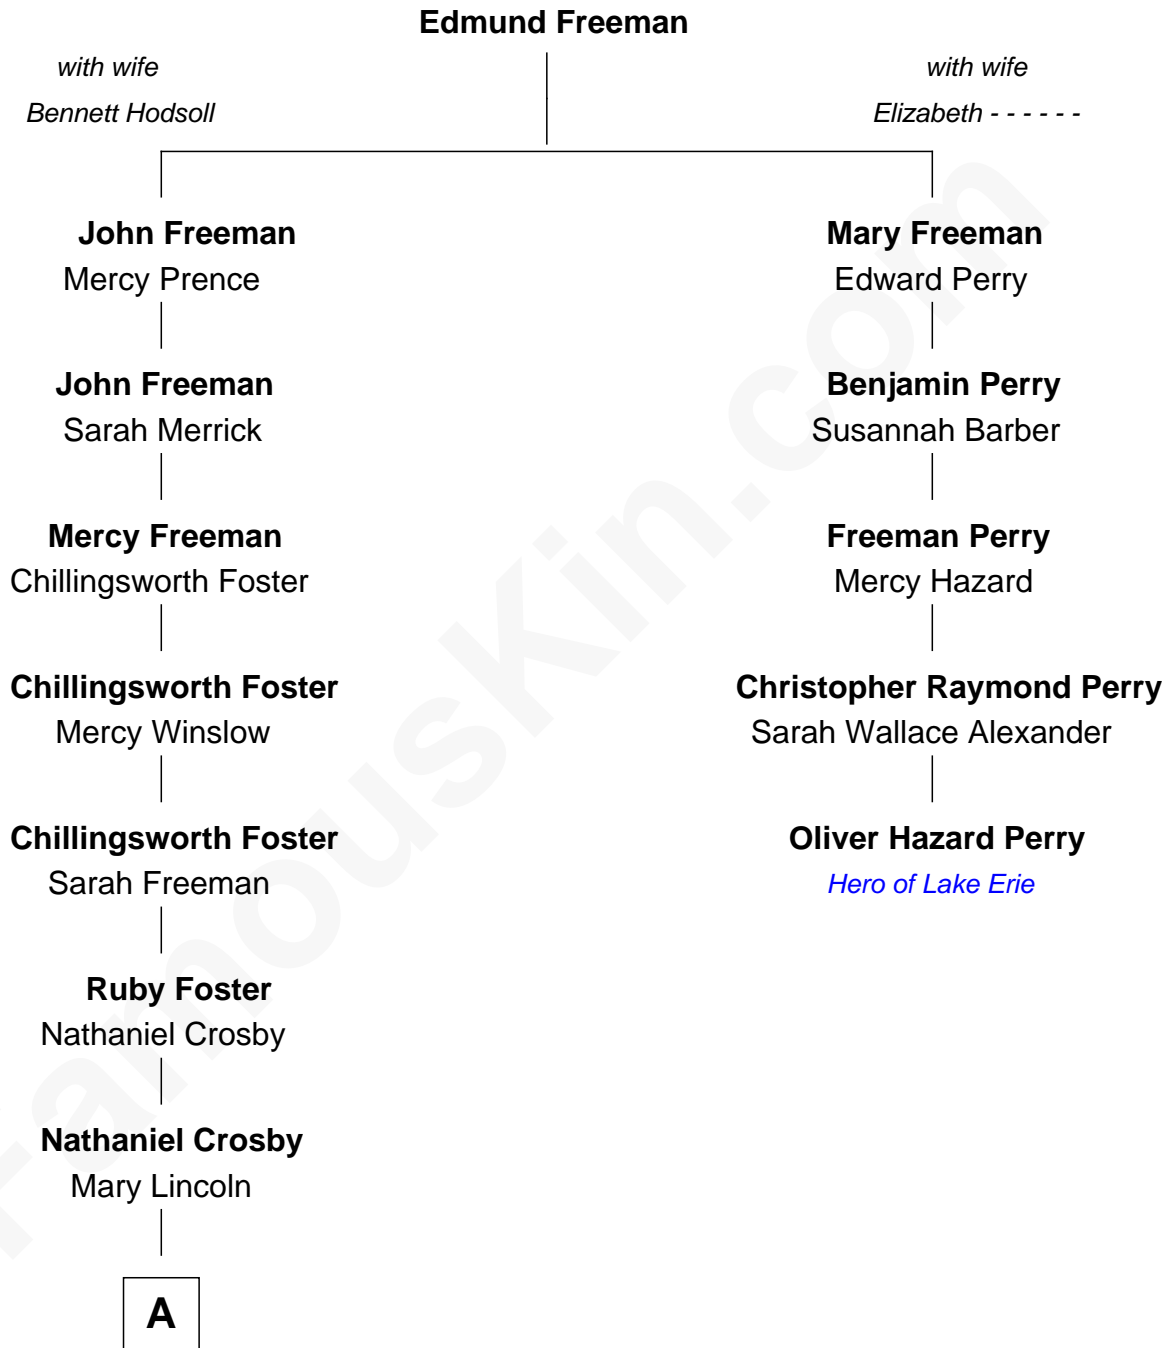 Edmund Freeman
with wife
Bennett Hodsoll
with wife
Elizabeth - - - - - -
John Freeman
Mercy Prence
Mary Freeman
Edward Perry
John Freeman
Sarah Merrick
Benjamin Perry
Susannah Barber
Mercy Freeman
Chillingsworth Foster
Freeman Perry
Mercy Hazard
Chillingsworth Foster
Mercy Winslow
Christopher Raymond Perry
Sarah Wallace Alexander
Chillingsworth Foster
Sarah Freeman
Oliver Hazard Perry
Hero of Lake Erie
Ruby Foster
Nathaniel Crosby
Nathaniel Crosby
Mary Lincoln
A
FamousKin.com